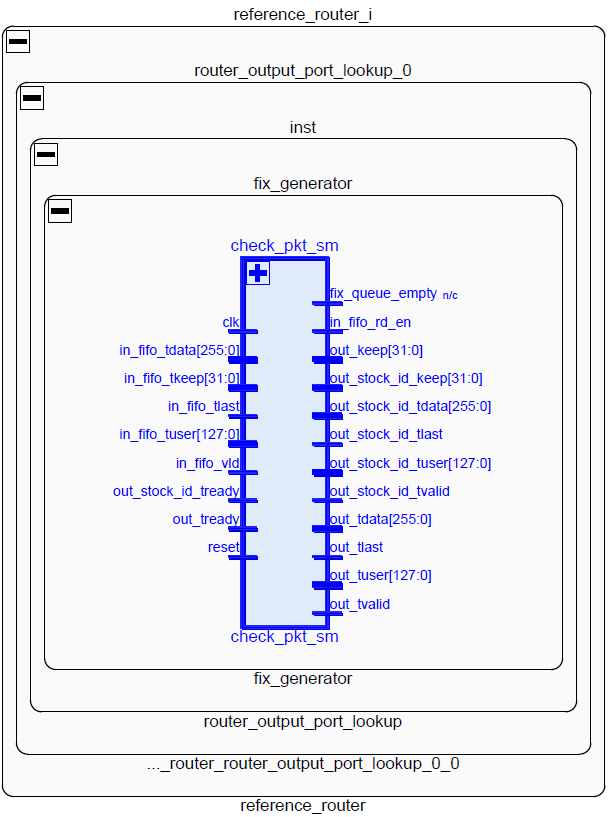 reference_router_i
router_output_port_lookup_0
inst
fix_generator
check_pkt_sm
fix_queue_empty n/c
clk in_fifo_rd_en
in_fifo_tdata[255:0] out_keep[31:0]
in_fifo_tkeep[31:0] out_stock_id_keep[31:0]
in_fifo_tlast out_stock_id_tdata[255:0]
in_fifo_tuser[127:0] out_stock_id_tlast
in_fifo_vld out_stock_id_tuser[127:0]
out_stock_id_tready out_stock_id_tvalid
out_tready out_tdata[255:0]
reset out_tlast
out_tuser[127:0]
out_tvalid
check_pkt_sm
fix_generator
router_output_port_lookup
..._router_router_output_port_lookup_0_0
reference_router